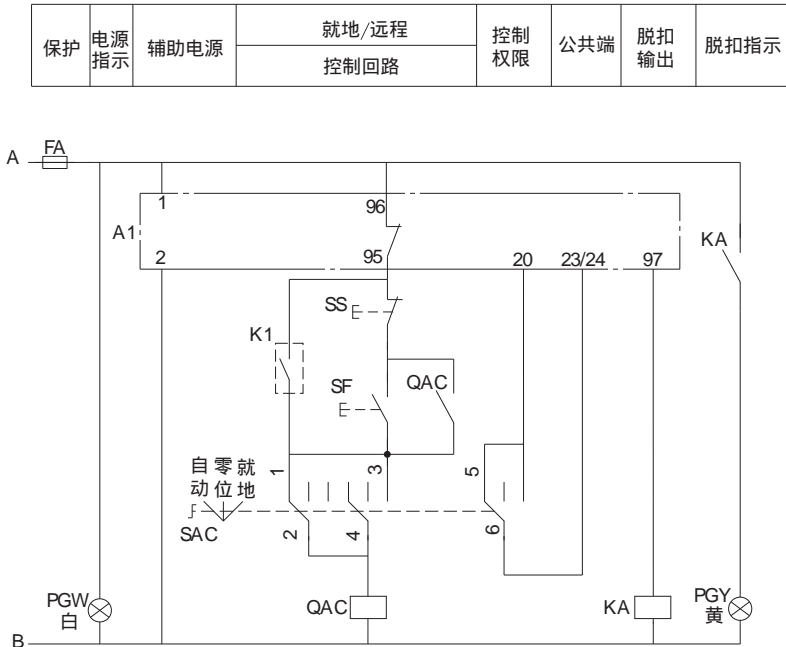 保护
电源
指示
辅助电源
就地/远程
控制回路
控制
权限
公共端
脱扣
输出
脱扣指示
A
FA
1
96
A1
2
95
20
23/24
97
KA
SS
K1
SF
QAC
自 零 就
动 位 地
1
3
5
SAC
2
4
6
PGW
白
QAC
KA
PGY
黄
B